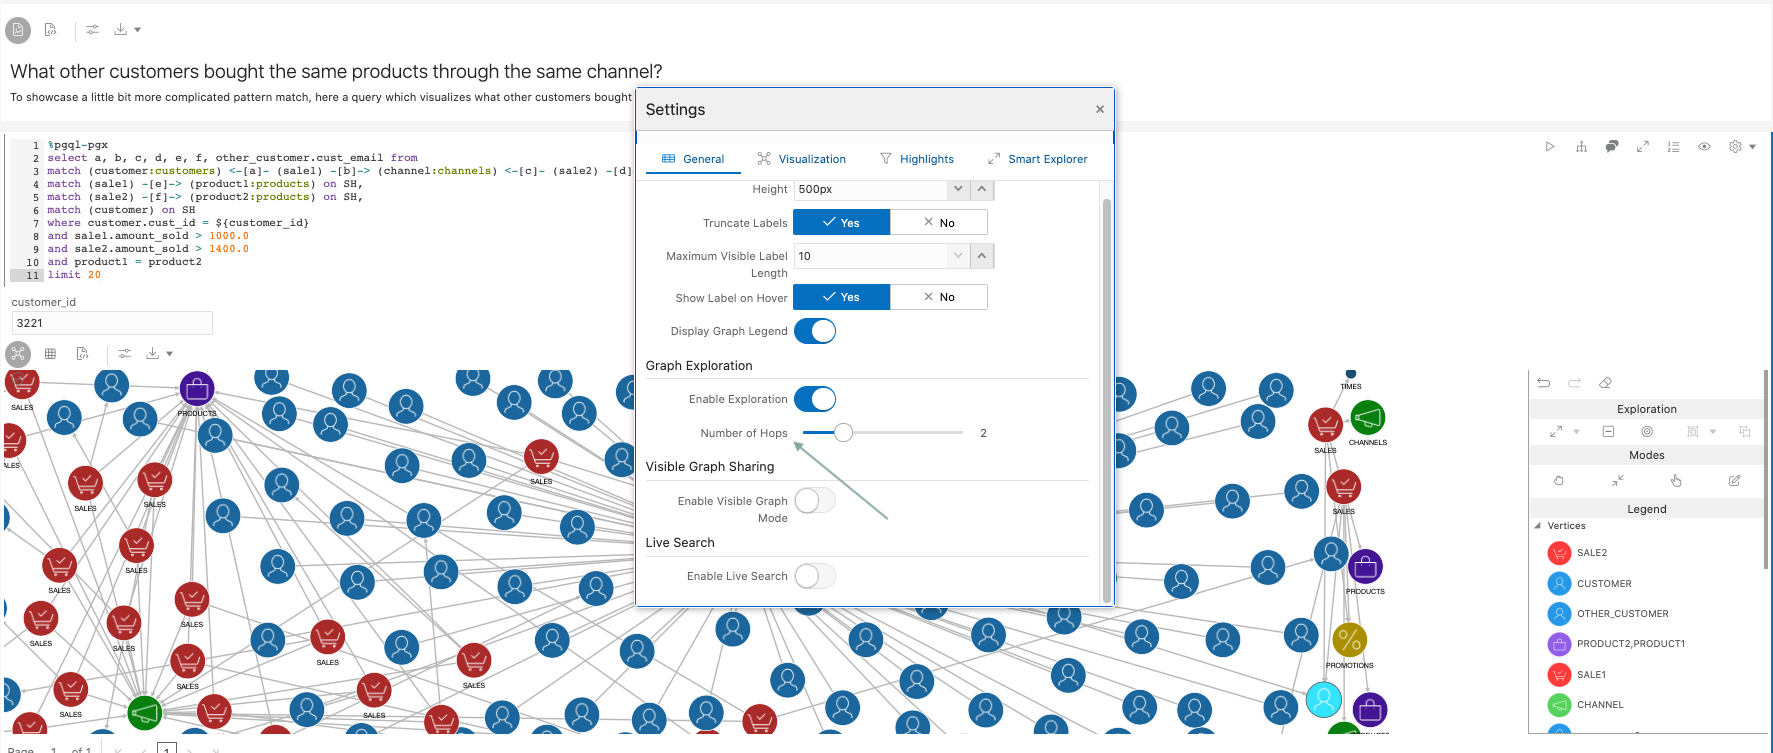 What other customers bought the same products through the same channel?
To showcase a little bit more complicated pattern match, here a query which visualizes what other customers bought
1 %pgql-pgx
2 select a, b, c, d, e, f, other_customer.cust_email from
3 match (customer:customers) <-[a]- (sale1) -[b]-> (channel:channels) <-[c]- (sale2) -[d]-
4 match (sale1) -[e]-> (product1:products) on SH,
5 match (sale2) -[f]-> (product2:products) on SH,
6 match (customer) on SH
7 where customer.cust_id = ${customer_id}
8 and sale1.amount_sold > 1000.0
9 and sale2.amount_sold > 1400.0
10 and product1 = product2
11 limit 20
customer_id
3221
Settings ×
General Visualization Highlights Smart Explorer
Height 500px
Truncate Labels Yes No
Maximum Visible Label Length 10
Show Label on Hover Yes No
Display Graph Legend
Graph Exploration
Enable Exploration
Number of Hops 2
Visible Graph Sharing
Enable Visible Graph Mode
Live Search
Enable Live Search
SALES
PRODUCTS
SALES
SALES
SALES
SALES
SALES
SALES
SALES
SALES
SALES
SALES
SALES
SALES
SALES
SALES
TIMES
CHANNELS
SALES
SALES
PRODUCTS
PROMOTIONS
Exploration
Modes
Legend
Vertices
SALE2
CUSTOMER
OTHER_CUSTOMER
PRODUCT2,PRODUCT1
SALE1
CHANNEL
Page 1 of 1 1